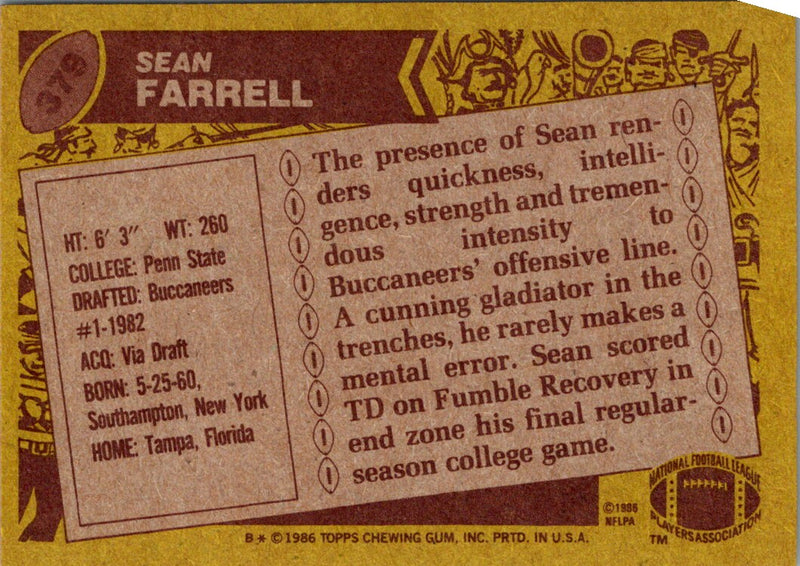 379
SEAN
FARRELL
HT: 6' 3" WT: 260
COLLEGE: Penn State
DRAFTED: Buccaneers
#1-1982
ACQ: Via Draft
BORN: 5-25-60,
Southampton, New York
HOME: Tampa, Florida
The presence of Sean ren-
ders quickness, intelli-
gence, strength and tremen-
dous intensity to
Buccaneers' offensive line.
A cunning gladiator in the
trenches, he rarely makes a
mental error. Sean scored
TD on Fumble Recovery in
end zone his final regular-
season college game.
©1986
NFLPA
NATIONAL FOOTBALL LEAGUE
PLAYERS ASSOCIATION
TM
B * © 1986 TOPPS CHEWING GUM, INC. PRTD. IN U.S.A.